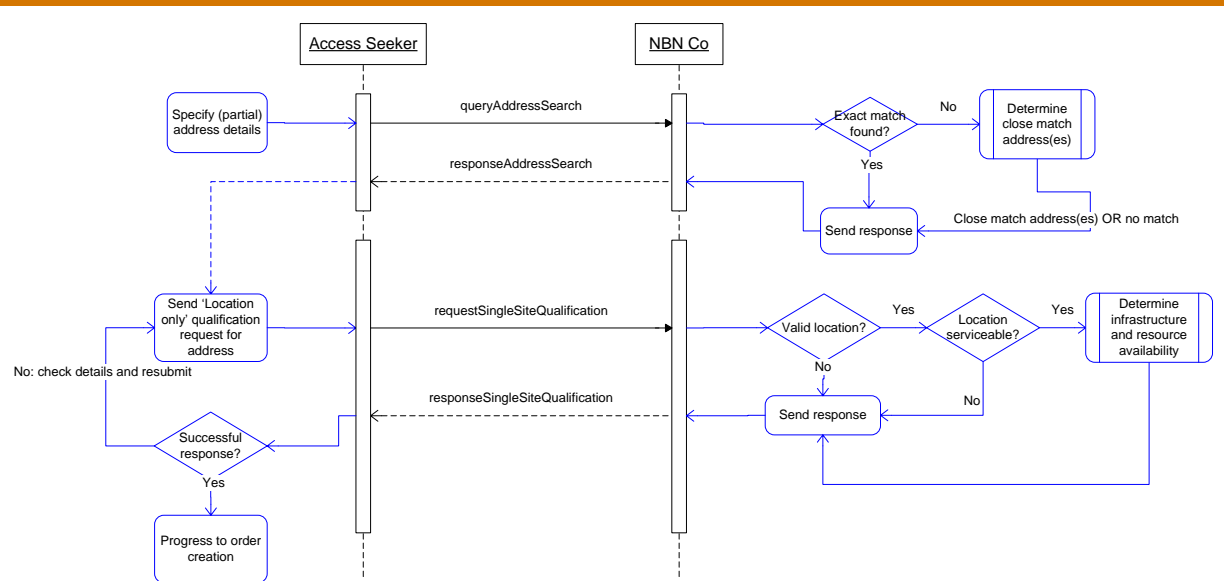 Access Seeker
NBN Co
Specify (partial)
address details
queryAddressSearch
Exact match
found?
No
Determine
close match
address(es)
Yes
responseAddressSearch
Send response
Close match address(es) OR no match
Send 'Location
only' qualification
request for
address
requestSingleSiteQualification
Valid location?
Yes
Location
serviceable?
Yes
Determine
infrastructure
and resource
availability
No
No
No: check details and resubmit
responseSingleSiteQualification
Send response
Successful
response?
Yes
Progress to order
creation